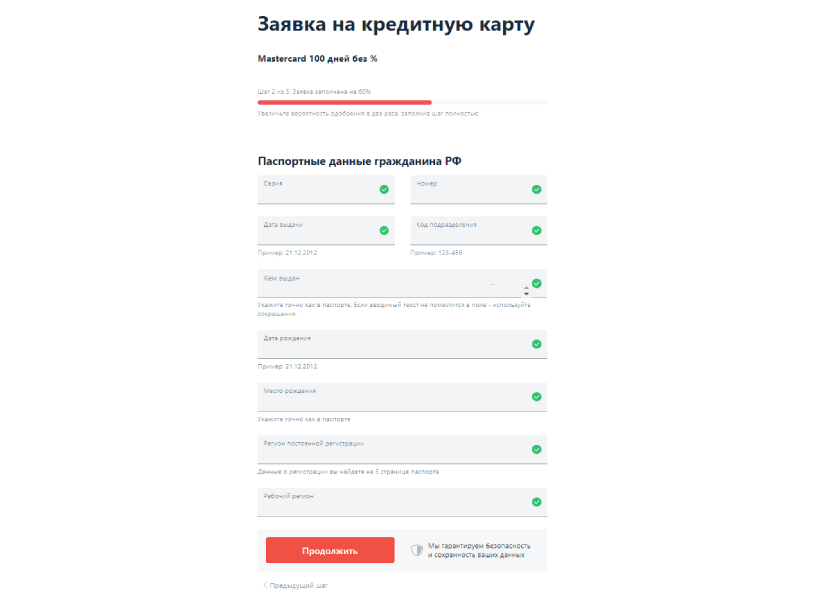 Заявка на кредитную карту
Mastercard 100 дней без %
Шаг 2 из 5: Заявка заполнена на 60%
Увеличьте вероятность одобрения в два раза, заполнив шаг полностью
Паспортные данные гражданина РФ
Серия
Номер
Дата выдачи
Код подразделения
Пример: 21.12.2012
Пример: 123-456
Кем выдан
Укажите точно как в паспорте. Если вводимый текст не поместится в поле - используйте
сокращения.
Дата рождения
Пример: 21.12.2012
Место рождения
Укажите точно как в паспорте
Регион постоянной регистрации
Данные о регистрации вы найдете на 5 странице паспорта
Рабочий регион
Продолжить
Мы гарантируем безопасность
и сохранность ваших данных
Предыдущий шаг